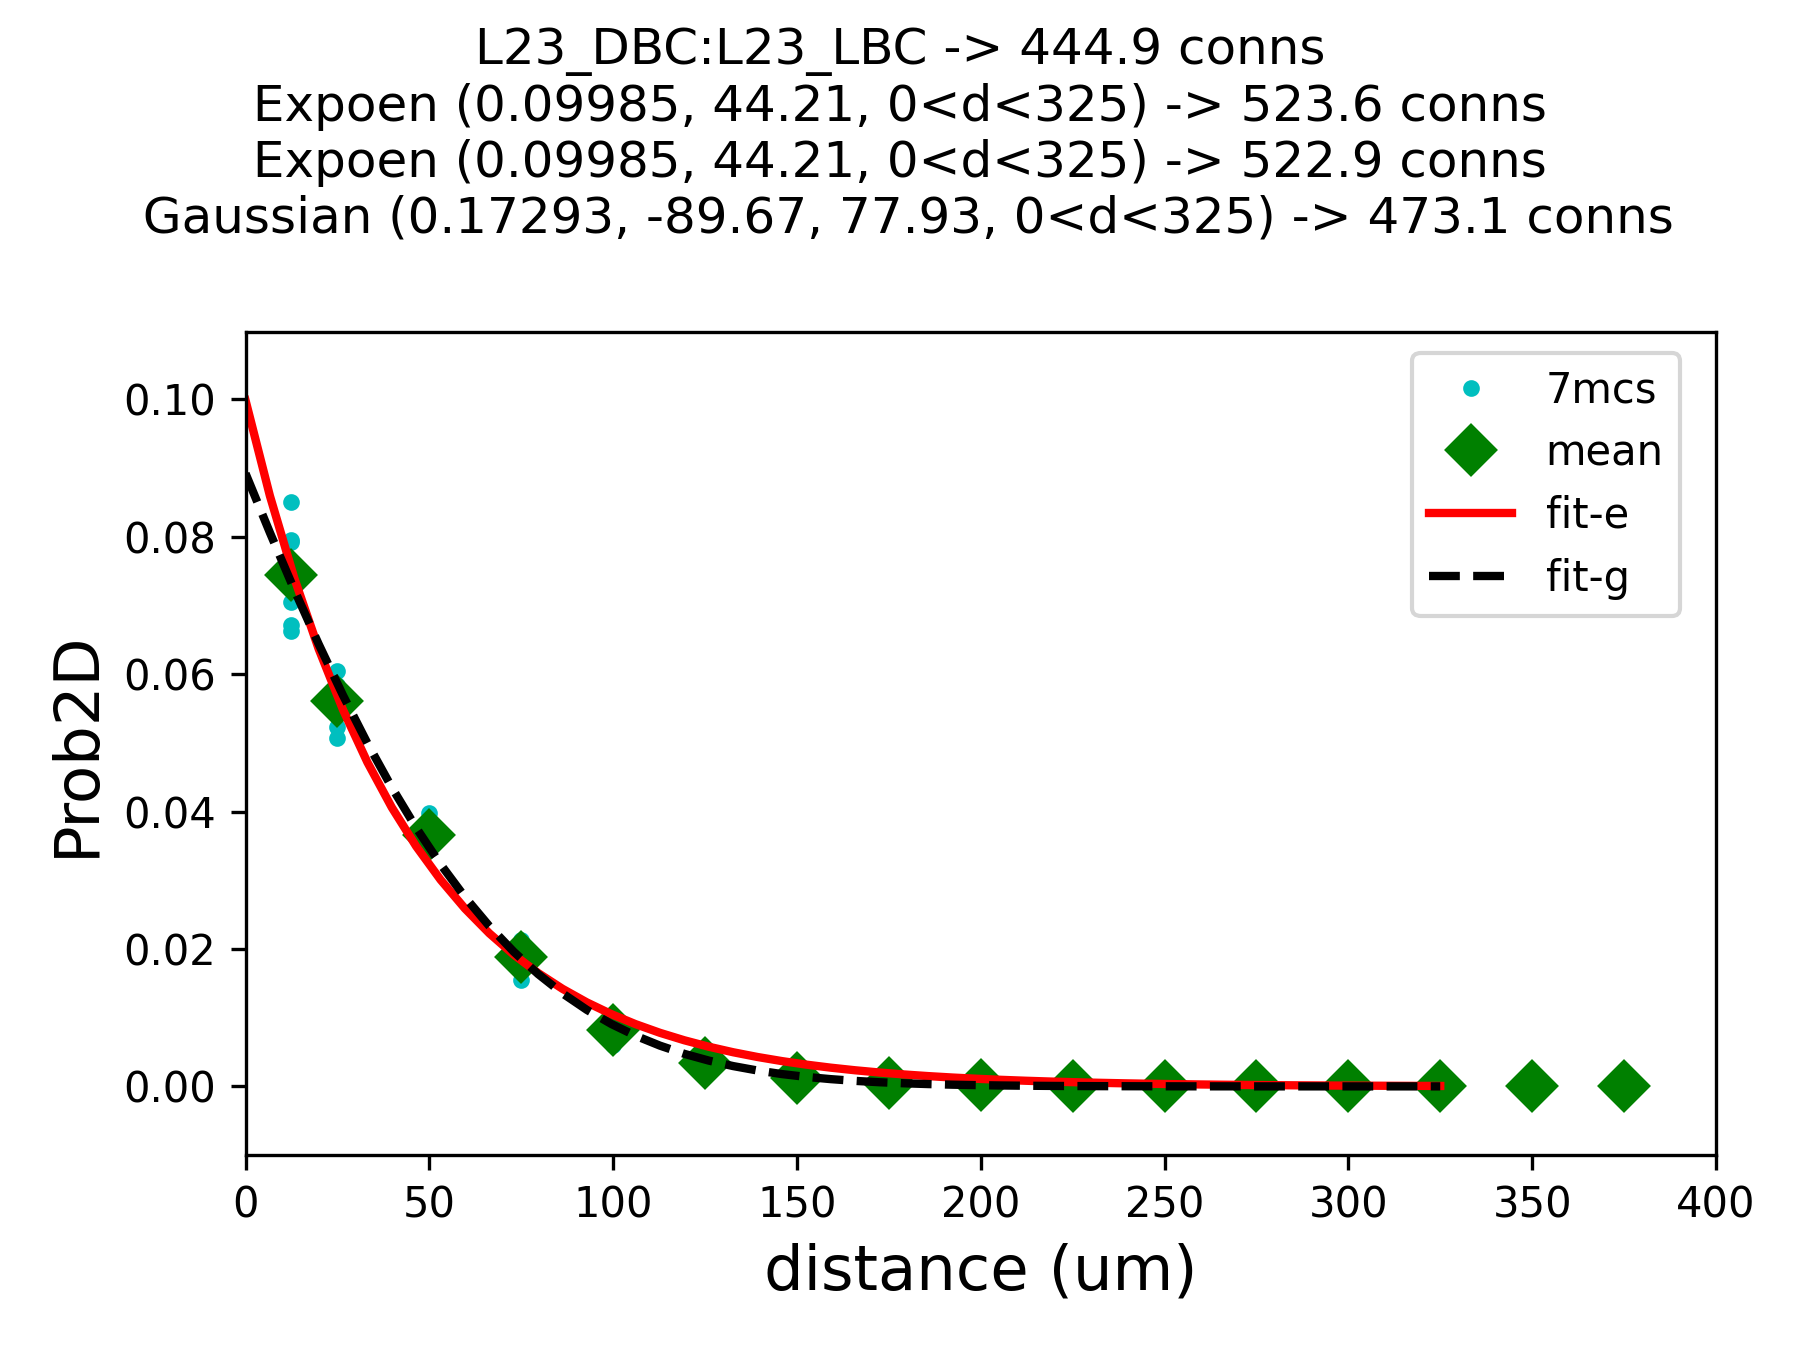 L23_DBC:L23_LBC -> 444.9 conns
Expoen (0.09985, 44.21, 0<d<325) -> 523.6 conns
Expoen (0.09985, 44.21, 0<d<325) -> 522.9 conns
Gaussian (0.17293, -89.67, 77.93, 0<d<325) -> 473.1 conns
7mcs
mean
fit-e
fit-g
Prob2D
0.10
0.08
0.06
0.04
0.02
0.00
0 50 100 150 200 250 300 350 400
distance (um)